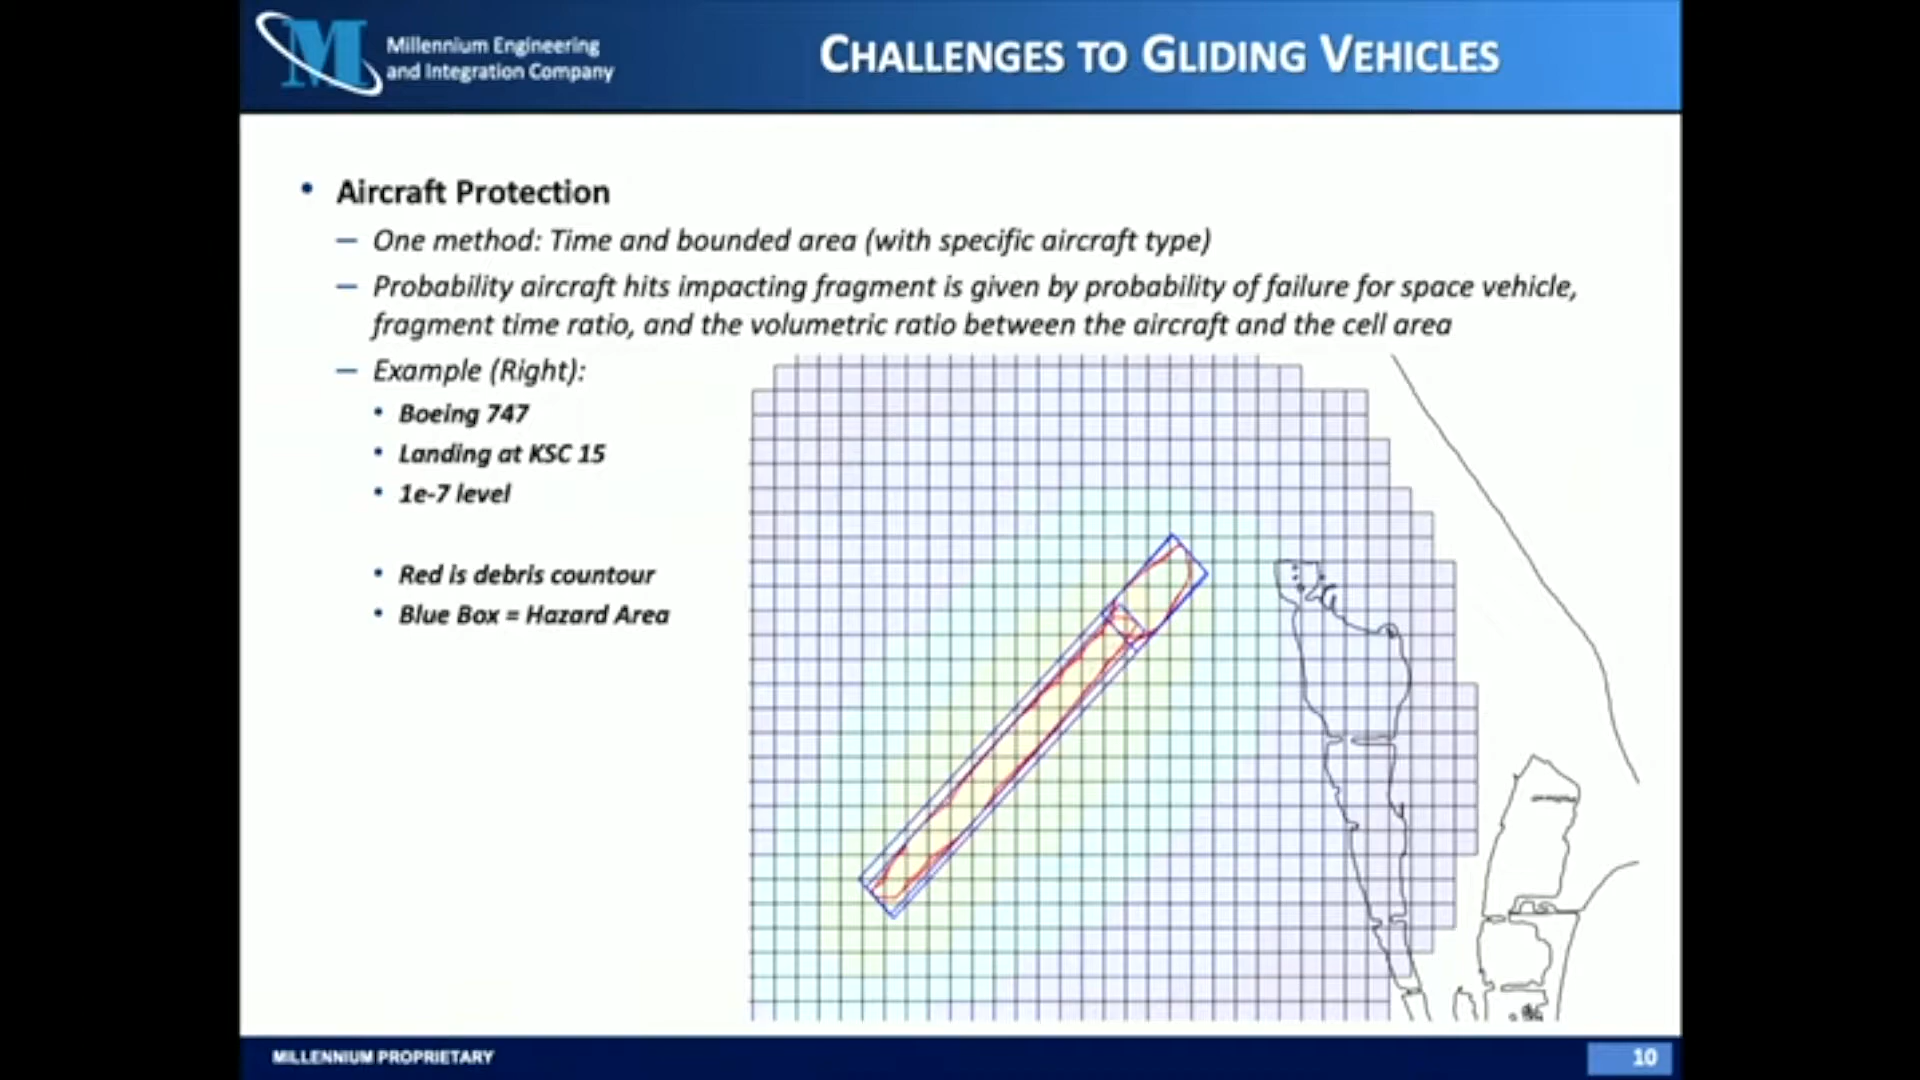 Millennium Engineering
and Integration Company
CHALLENGES TO GLIDING VEHICLES
• Aircraft Protection
– One method: Time and bounded area (with specific aircraft type)
– Probability aircraft hits impacting fragment is given by probability of failure for space vehicle,
fragment time ratio, and the volumetric ratio between the aircraft and the cell area
– Example (Right):
• Boeing 747
• Landing at KSC 15
• 1e-7 level
• Red is debris countour
• Blue Box = Hazard Area
MILLENNIUM PROPRIETARY
10